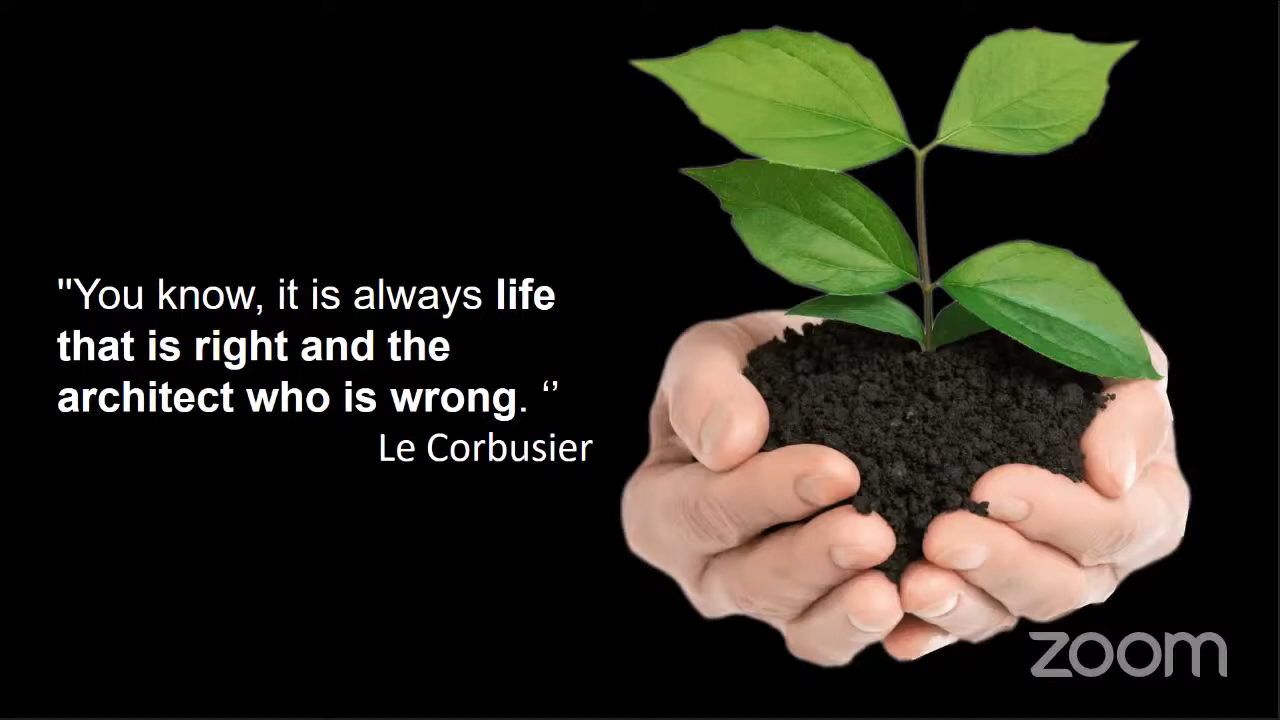 "You know, it is always life
that is right and the
architect who is wrong. ‘’
Le Corbusier
zoom